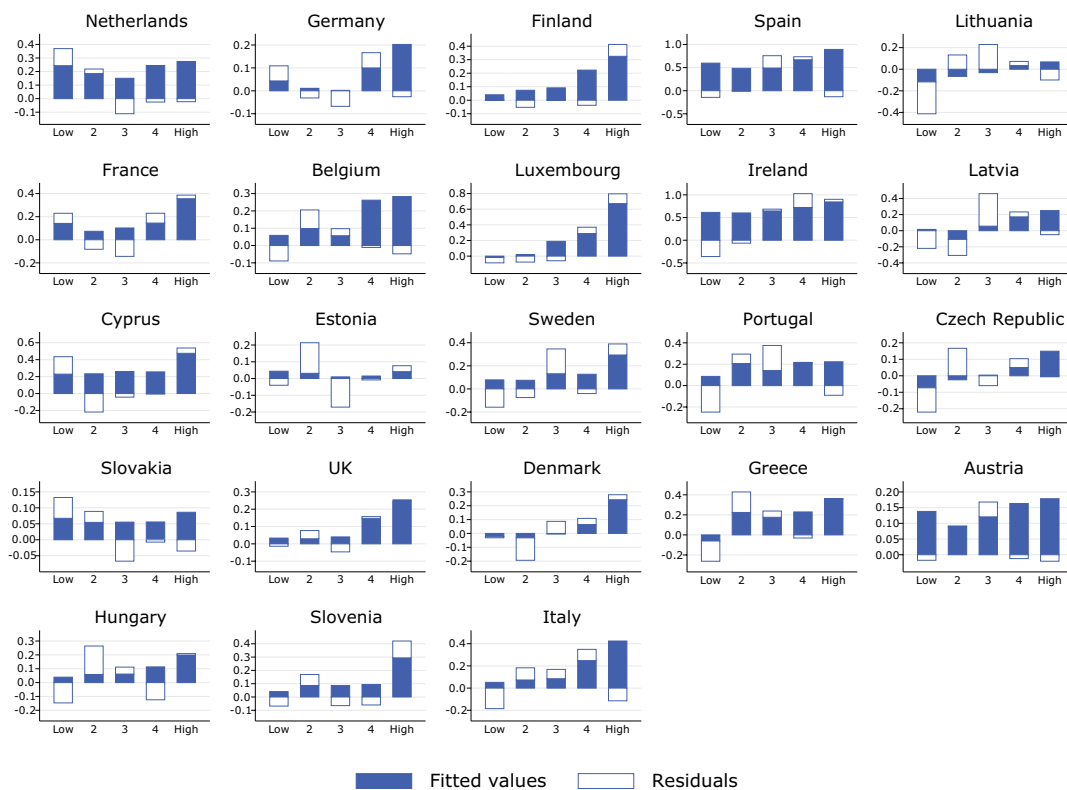 Netherlands Germany Finland Spain Lithuania
0.4 0.3 0.2 0.1 0.0 -0.1
0.2 0.1 0.0 -0.1
0.4 0.3 0.2 0.1 0.0 -0.1
1.0 0.5 0.0 -0.5
0.2 0.0 -0.2 -0.4
Low 2 3 4 High Low 2 3 4 High Low 2 3 4 High Low 2 3 4 High Low 2 3 4 High
France Belgium Luxembourg Ireland Latvia
0.4 0.2 0.0 -0.2
0.3 0.2 0.1 0.0 -0.1
0.8 0.6 0.4 0.2 0.0
1.0 0.5 0.0 -0.5
0.4 0.2 0.0 -0.2 -0.4
Low 2 3 4 High Low 2 3 4 High Low 2 3 4 High Low 2 3 4 High Low 2 3 4 High
Cyprus Estonia Sweden Portugal Czech Republic
0.6 0.4 0.2 0.0 -0.2
0.2 0.1 0.0 -0.1 -0.2
0.4 0.2 0.0 -0.2
0.4 0.2 0.0 -0.2
0.2 0.1 0.0 -0.1 -0.2
Low 2 3 4 High Low 2 3 4 High Low 2 3 4 High Low 2 3 4 High Low 2 3 4 High
Slovakia UK Denmark Greece Austria
0.15 0.10 0.05 0.00 -0.05
0.3 0.2 0.1 0.0 -0.1
0.3 0.2 0.1 0.0 -0.1 -0.2
0.4 0.2 0.0 -0.2
0.20 0.15 0.10 0.05 0.00
Low 2 3 4 High Low 2 3 4 High Low 2 3 4 High Low 2 3 4 High Low 2 3 4 High
Hungary Slovenia Italy
0.3 0.2 0.1 0.0 -0.1 -0.2
0.4 0.3 0.2 0.1 0.0 -0.1
0.4 0.2 0.0 -0.2
Low 2 3 4 High Low 2 3 4 High Low 2 3 4 High
Fitted values Residuals